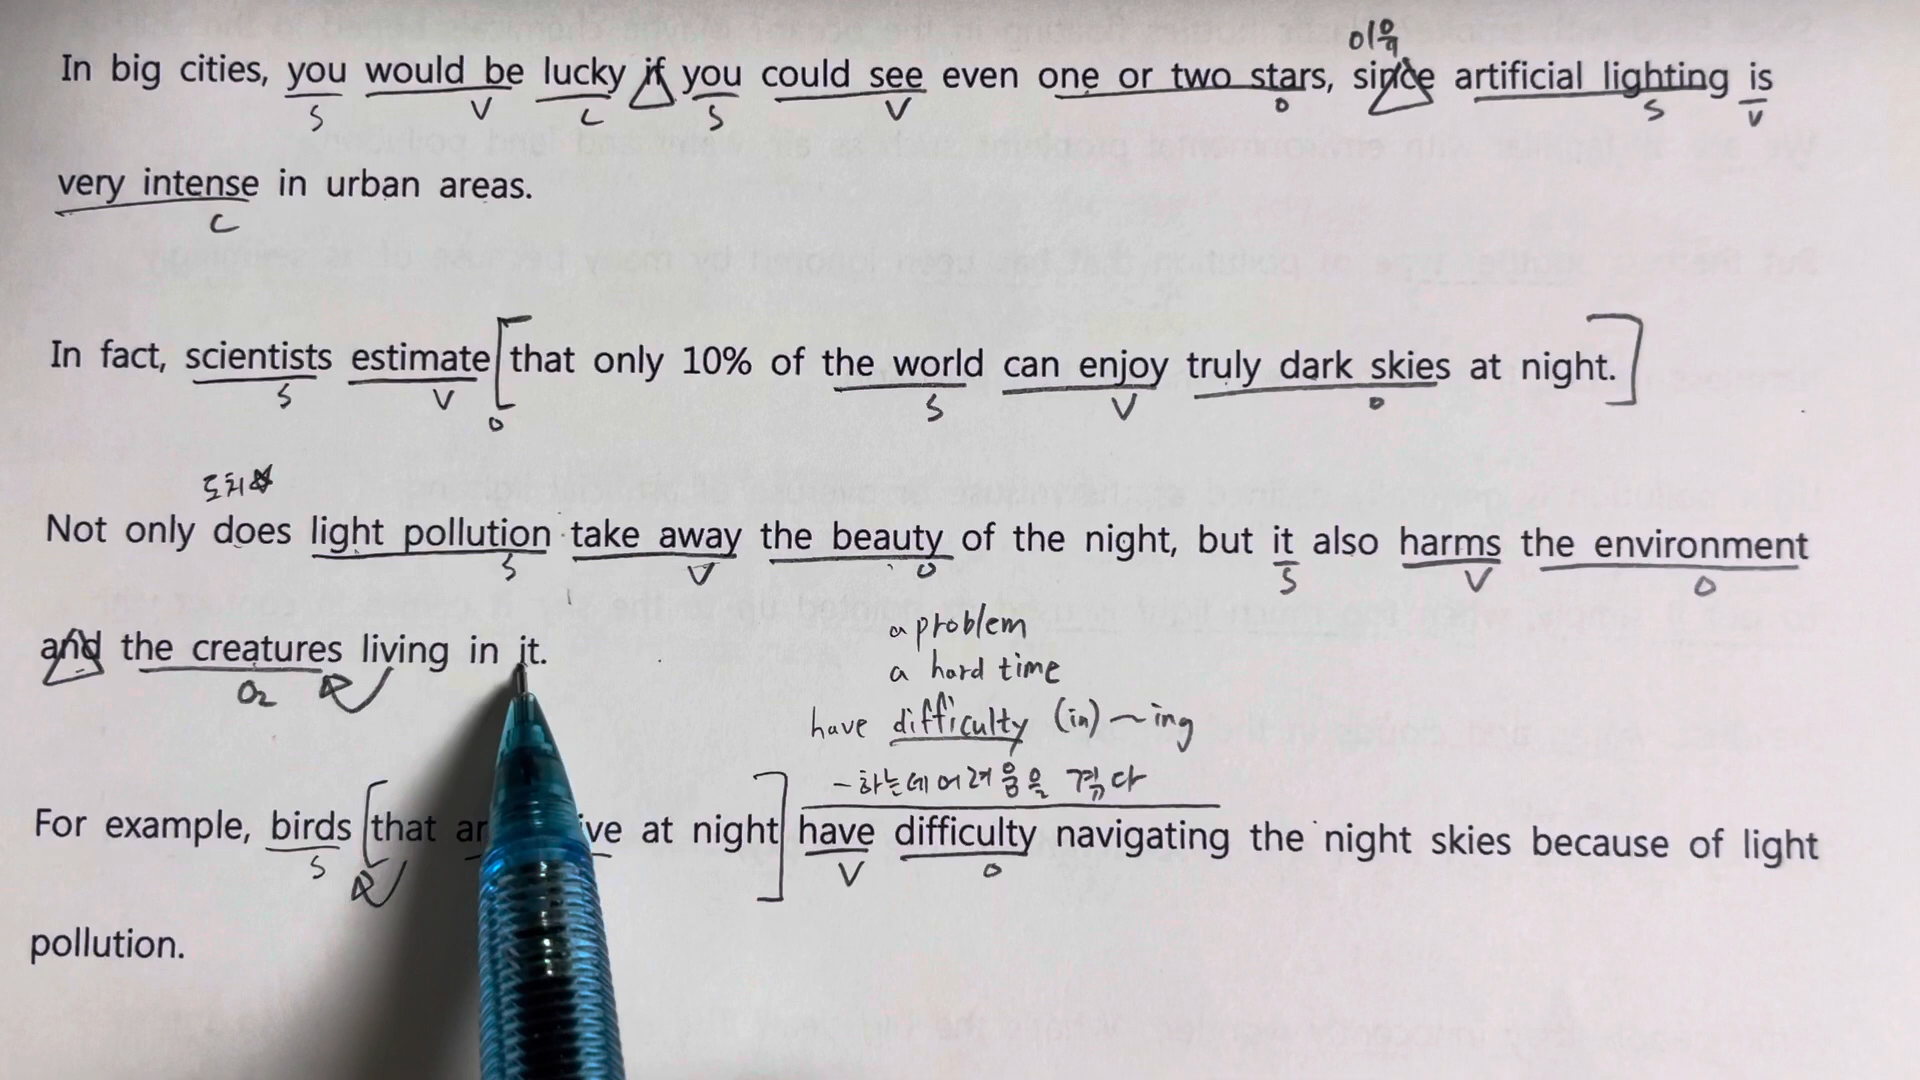 이유
In big cities, you would be lucky if you could see even one or two stars, since artificial lighting is
S V C S V O S V
very intense in urban areas.
C
In fact, scientists estimate [that only 10% of the world can enjoy truly dark skies at night.]
S V O S V O
도치☆
Not only does light pollution take away the beauty of the night, but it also harms the environment
S V O S V O
and the creatures living in it.
O2
a problem
a hard time
have difficulty (in) ~ing
~하는데 어려움을 겪다
For example, birds [that at night] have difficulty navigating the night skies because of light
S V O
pollution.